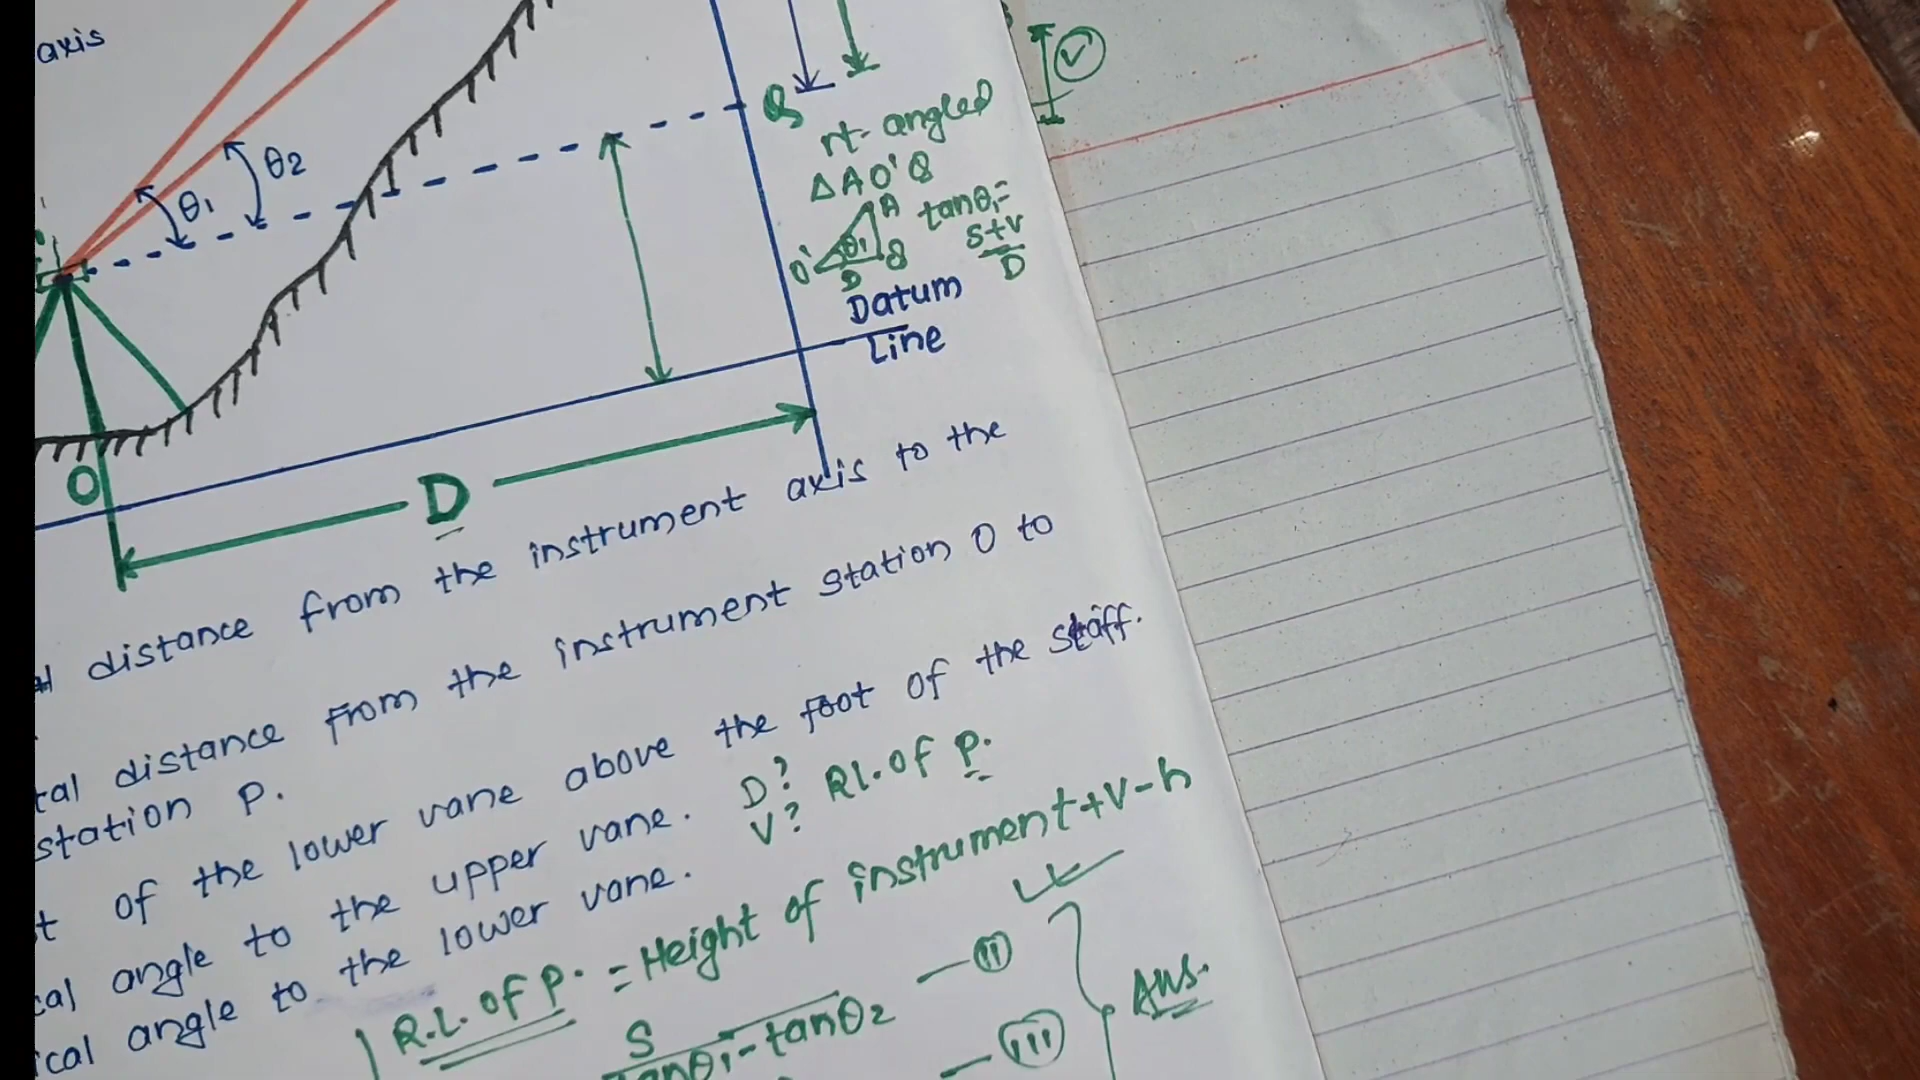 axis
θ2
θ1
Q
rt- angled
ΔAO'Q
A
tanθ1=
S+V
D
O'
θ1
Q
D
Datum
Line
O
D
distance from the instrument axis to the
distance from the instrument station O to
station P.
of the lower vane above the foot of the staff.
angle to the upper vane.
angle to the lower vane.
D?
V?
R.L. of P.
R.L. of P. = Height of instrument + V - h
S
tanθ1 - tanθ2
— (ii)
— (iii)
Ans.